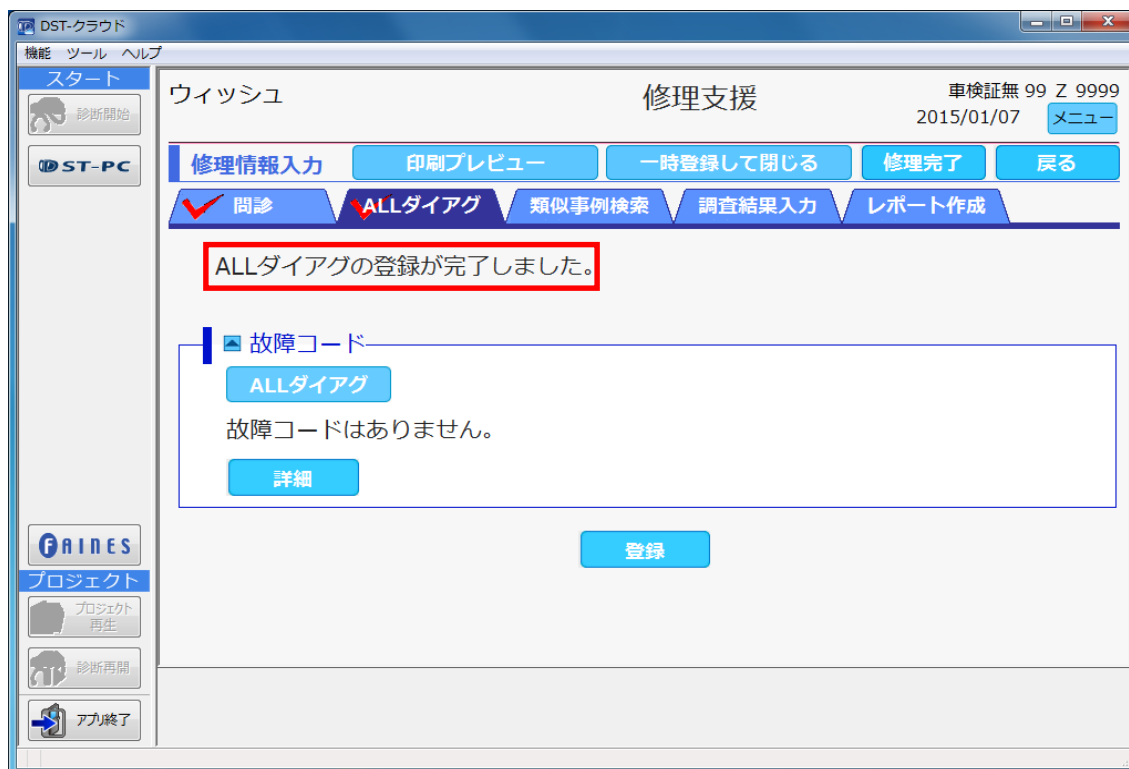 DST-クラウド
機能 ツール ヘルプ
スタート
診断開始
DST-PC
FAINES
プロジェクト
プロジェクト
再生
診断再開
アプリ終了
ウィッシュ
修理支援
車検証無 99 Z 9999
2015/01/07 メニュー
修理情報入力 印刷プレビュー 一時登録して閉じる 修理完了 戻る
問診 ALLダイアグ 類似事例検索 調査結果入力 レポート作成
ALLダイアグの登録が完了しました。
故障コード
ALLダイアグ
故障コードはありません。
詳細
登録